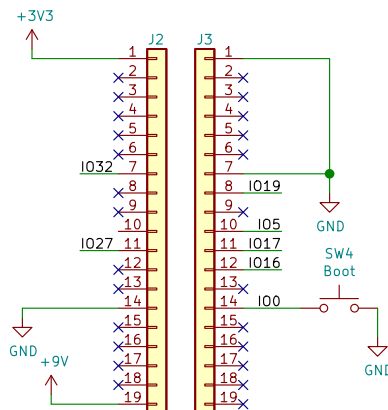 +3V3
J2 J3
1 1
2 2
3 3
4 4
5 5
6 6
IO32 7 7
8 8 IO19
9 9
GND
10 10 IO5
IO27 11 11 IO17
12 12 IO16
SW4
Boot
13 13
14 14 IO0
15 15
GND
16 16
+9V
17 17
GND
18 18
19 19